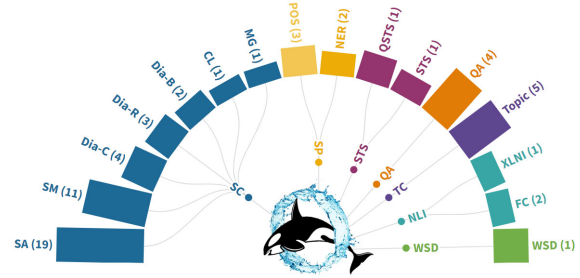 SA (19)
SM (11)
Dia-C (4)
Dia-R (3)
Dia-B (2)
CL (1)
MG (1)
POS (3)
NER (2)
QSTS (1)
STS (1)
QA (4)
Topic (5)
XLNI (1)
FC (2)
WSD (1)
SC
SP
STS
QA
TC
NLI
WSD